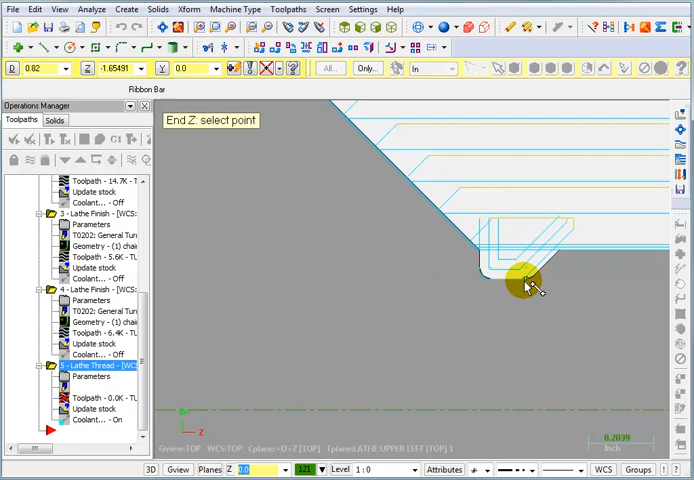 File Edit View Analyze Create Solids Xform Machine Type Toolpaths Screen Settings Help
D 0.82 Z -1.65491 Y 0.0 All... Only... In
Ribbon Bar
Operations Manager
End Z: select point
Toolpaths Solids
G1
Toolpath - 14.7K - TU
Update stock
Coolant... - Off
3 - Lathe Finish - [WCS:
Parameters
T0202: General Turn
Geometry - (1) chain
Toolpath - 5.6K - TU
Update stock
Coolant... - Off
4 - Lathe Finish - [WCS:
Parameters
T0202: General Turn
Geometry - (1) chain
Toolpath - 6.4K - TU
Update stock
Coolant... - Off
5 - Lathe Thread - [WCS
Parameters
Toolpath - 0.0K - TU
Update stock
Coolant... - On
Z
Gview:TOP WCS:TOP Cplane:+D+Z [TOP] Tplane:LATHE UPPER LEFT [TOP] 1
0.2039
Inch
3D Gview Planes Z 0.0 121 Level 1 : 0 Attributes WCS Groups ! ?